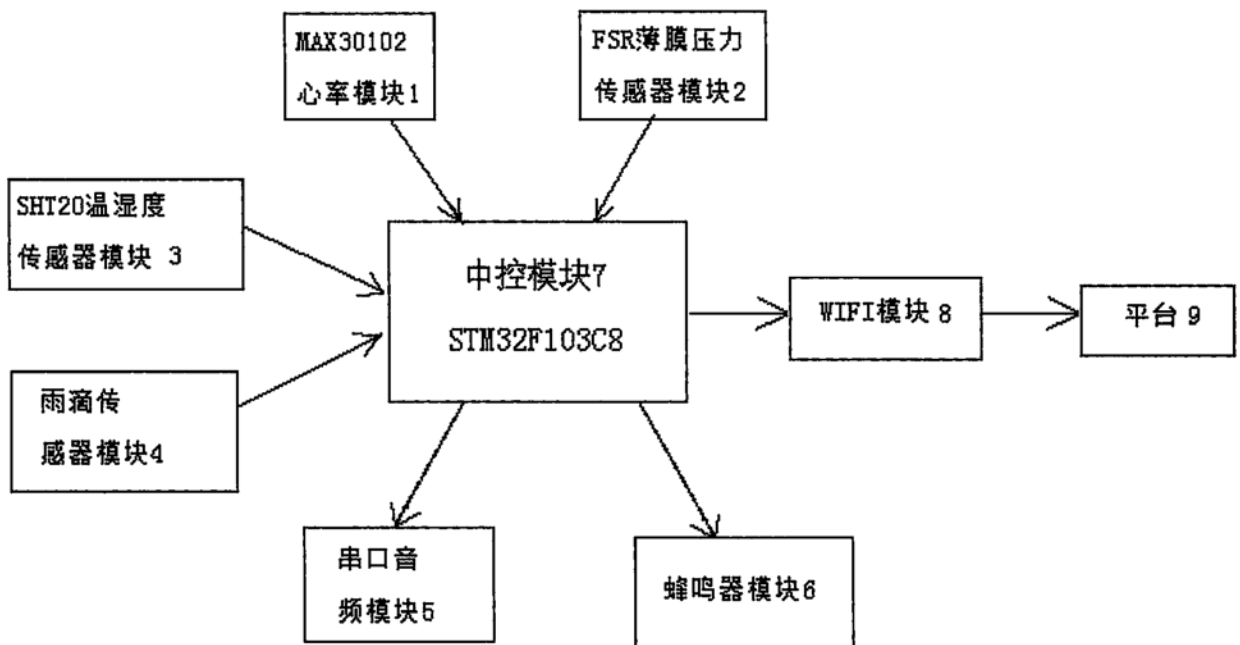 MAX30102
心率模块1
FSR薄膜压力
传感器模块2
SHT20温湿度
传感器模块 3
中控模块7
STM32F103C8
WIFI模块 8
平台 9
雨滴传
感器模块4
串口音
频模块5
蜂鸣器模块6